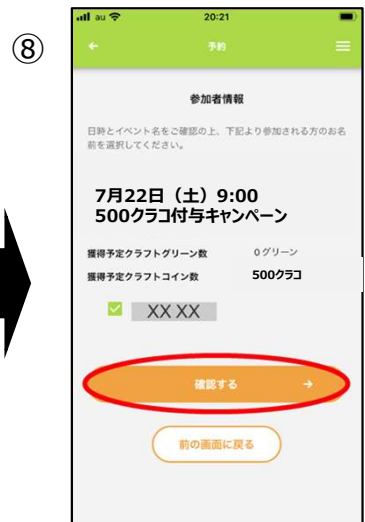 ⑧
au 20:21
予約
参加者情報
日時とイベント名をご確認の上、下記より参加される方のお名
前を選択してください。
7月22日（土）9:00
500クラコ付与キャンペーン
獲得予定クラフトグリーン数 0グリーン
獲得予定クラフトコイン数 500クラコ
XX XX
確認する →
前の画面に戻る